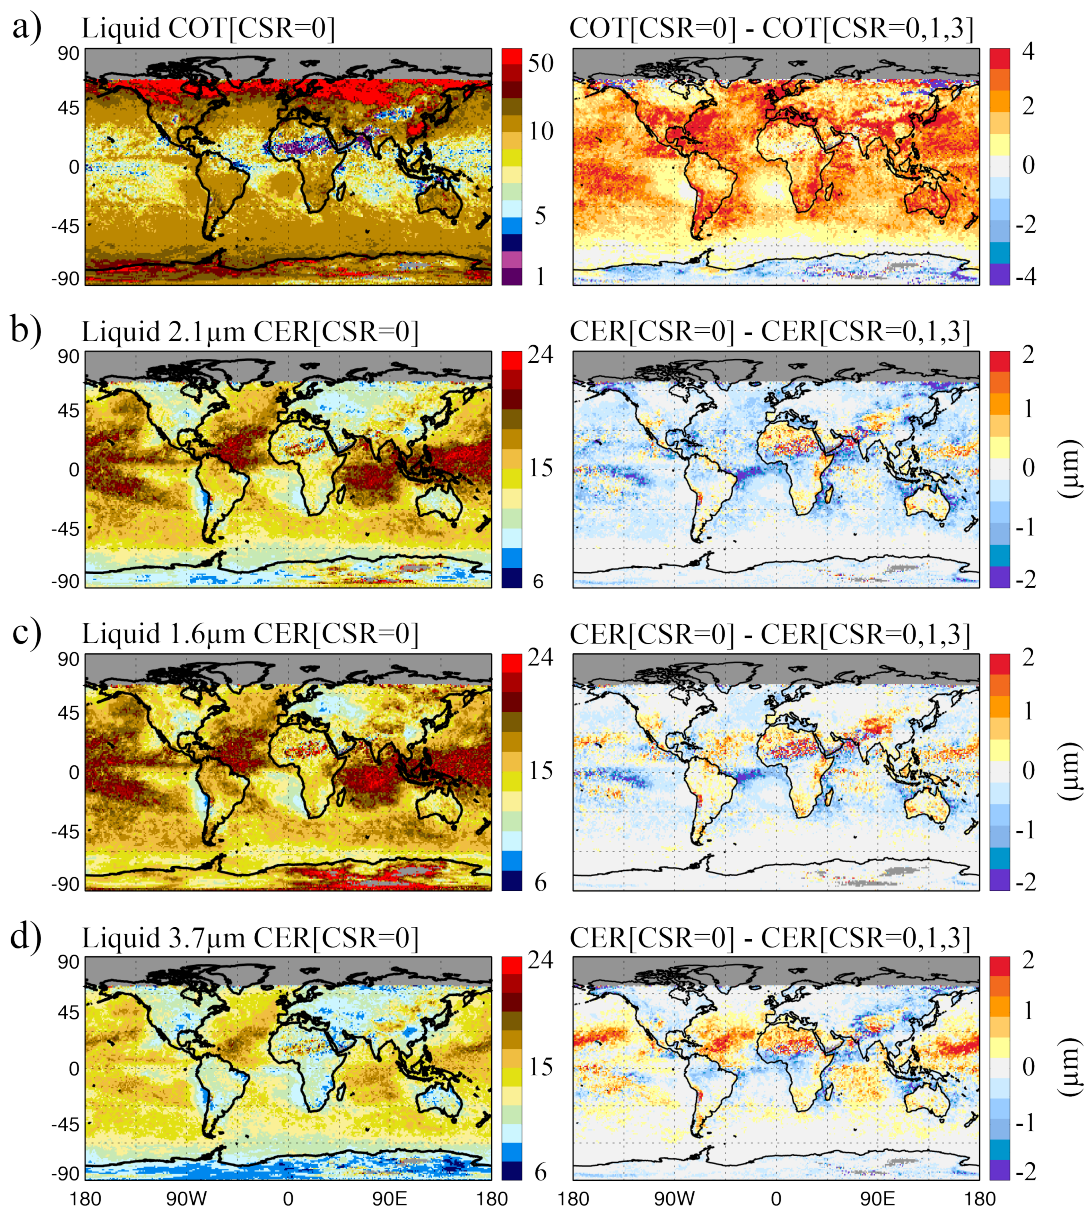 a) Liquid COT[CSR=0] COT[CSR=0] - COT[CSR=0,1,3]
90 50 4
45 2
10
0 0
5
-45 -2
1 -4
-90
b) Liquid 2.1μm CER[CSR=0] CER[CSR=0] - CER[CSR=0,1,3]
90 24 2
45 1
0 15 0 (μm)
-45 -1
-90 6 -2
c) Liquid 1.6μm CER[CSR=0] CER[CSR=0] - CER[CSR=0,1,3]
90 24 2
45 1
0 15 0 (μm)
-45 -1
-90 6 -2
d) Liquid 3.7μm CER[CSR=0] CER[CSR=0] - CER[CSR=0,1,3]
90 24 2
45 1
0 15 0 (μm)
-45 -1
-90 6 -2
180 90W 0 90E 180 180 90W 0 90E 180